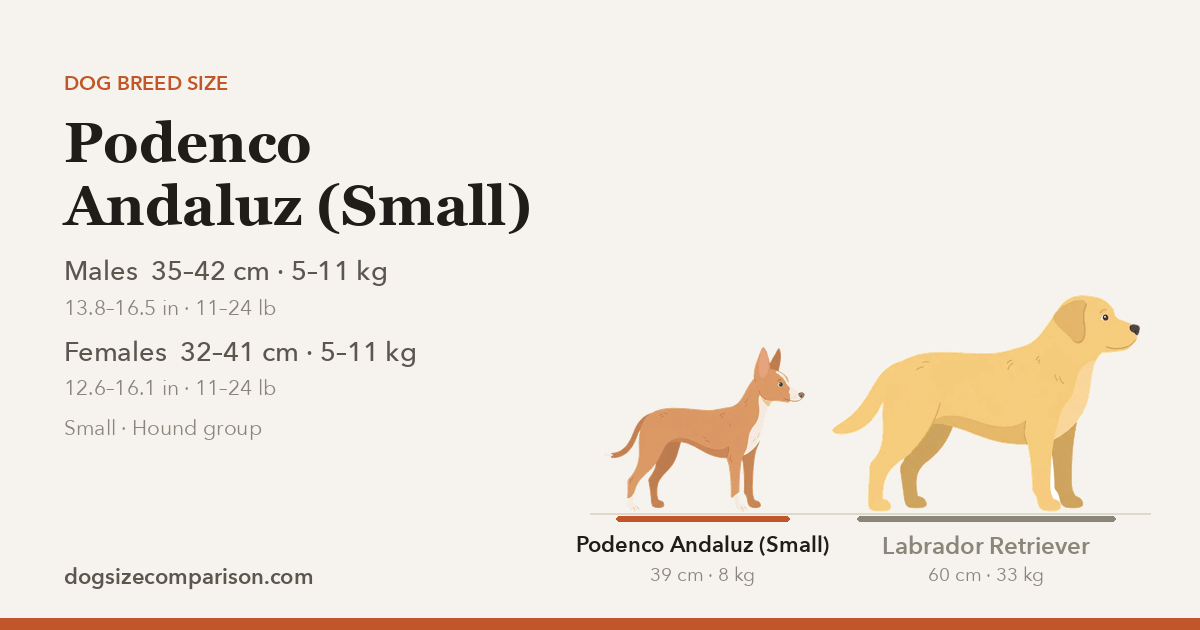 DOG BREED SIZE
Podenco
Andaluz (Small)
Males 35–42 cm · 5–11 kg
13.8–16.5 in · 11–24 lb
Females 32–41 cm · 5–11 kg
12.6–16.1 in · 11–24 lb
Small · Hound group
Podenco Andaluz (Small)
39 cm · 8 kg
Labrador Retriever
60 cm · 33 kg
dogsizecomparison.com